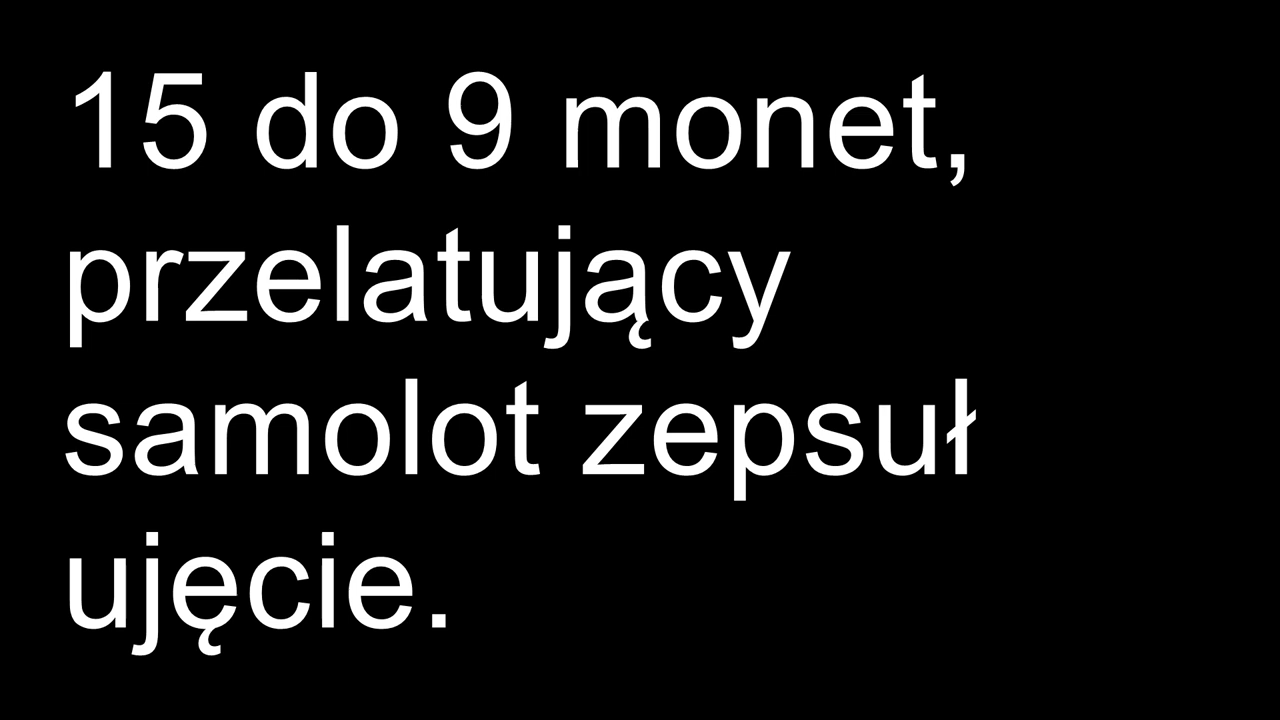 15 do 9 monet,
przelatujący
samolot zepsuł
ujęcie.